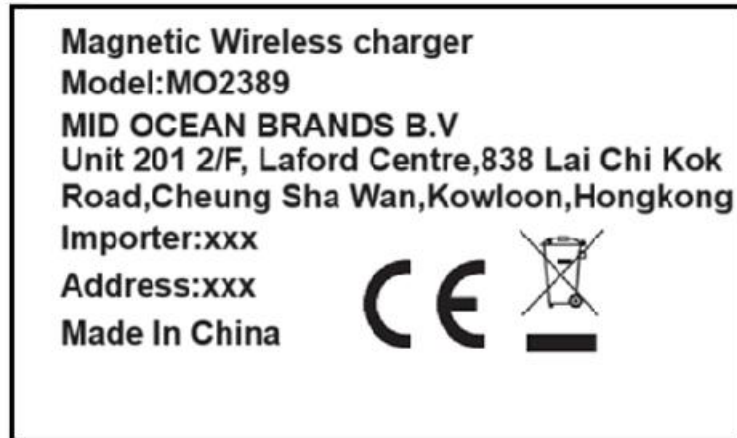 Magnetic Wireless charger
Model:MO2389
MID OCEAN BRANDS B.V
Unit 201 2/F, Laford Centre,838 Lai Chi Kok
Road,Cheung Sha Wan,Kowloon,Hongkong
Importer:xxx
Address:xxx
Made In China
CE